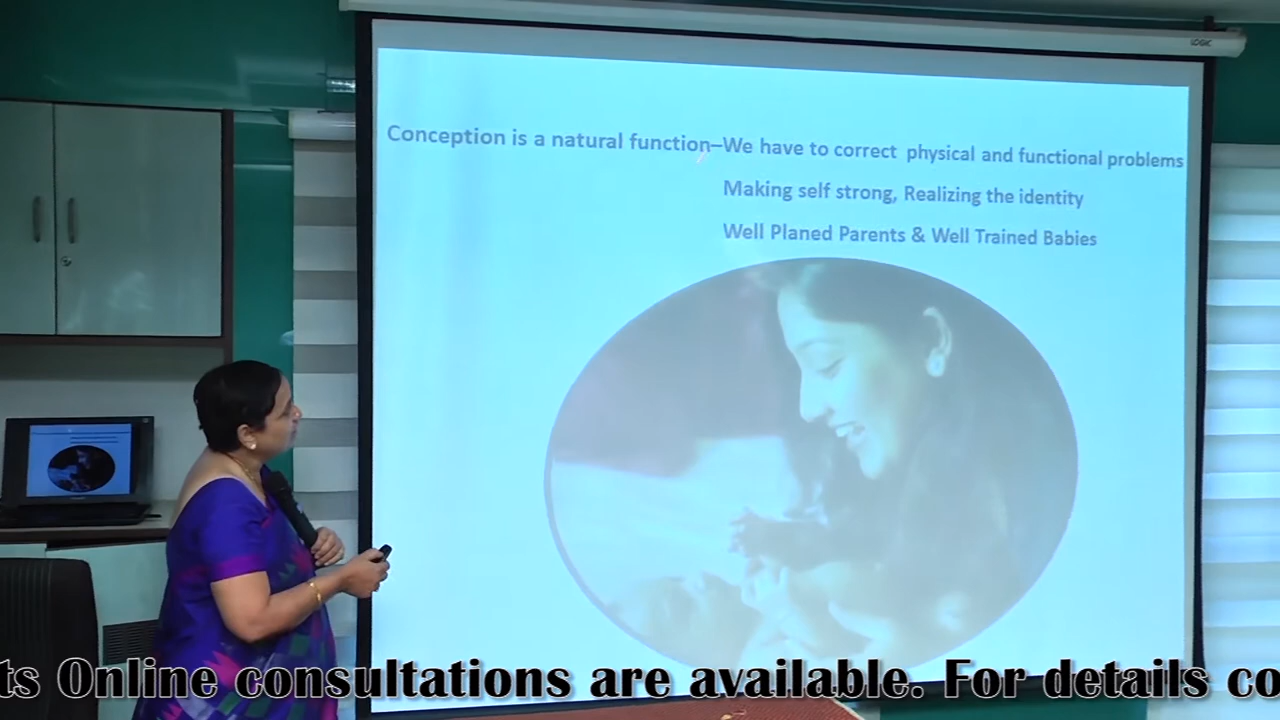 LOGIC
Conception is a natural function–We have to correct physical and functional problems
Making self strong, Realizing the identity
Well Planed Parents & Well Trained Babies
ts Online consultations are available. For details co